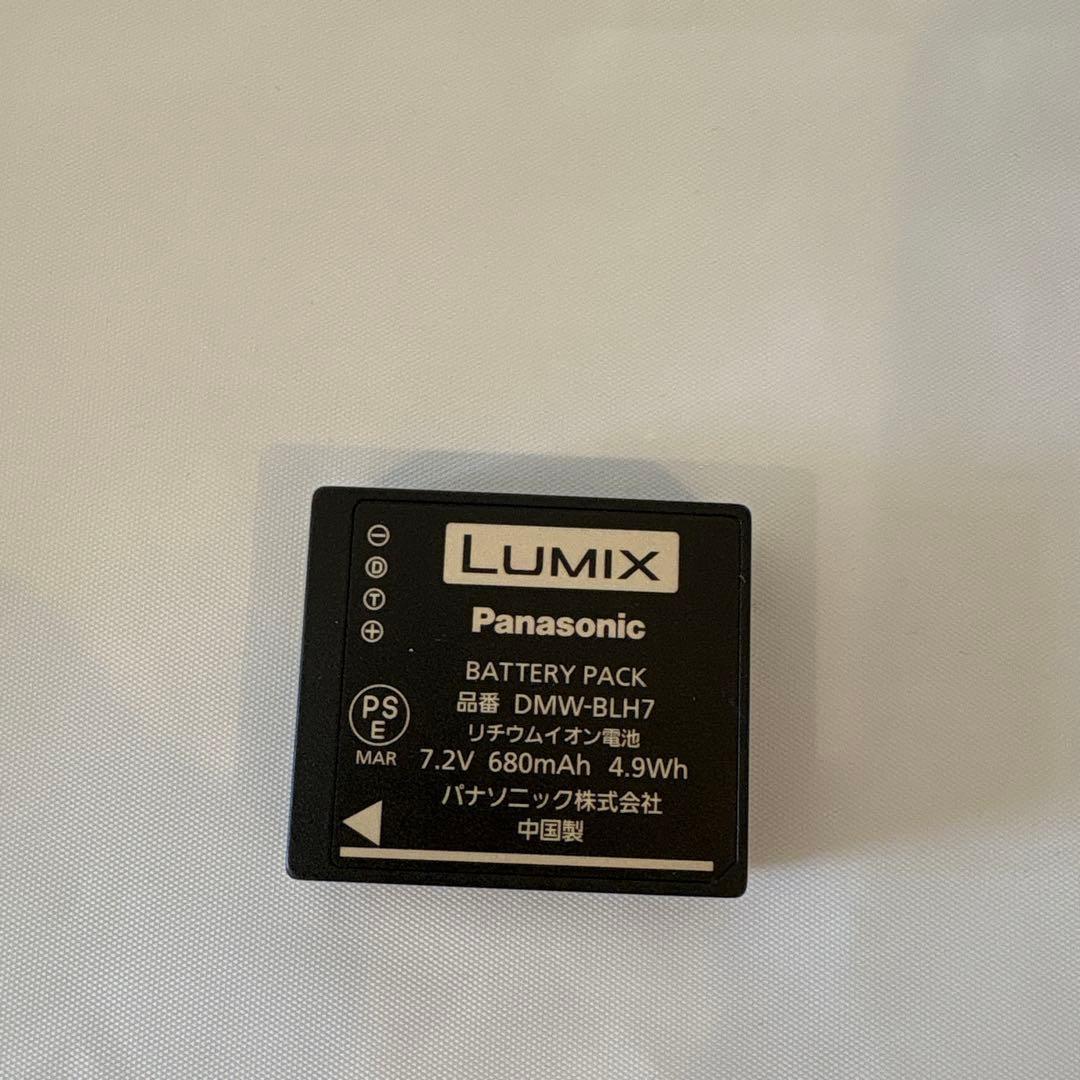 LUMIX
Panasonic
BATTERY PACK
品番 DMW-BLH7
リチウムイオン電池
7.2V 680mAh 4.9Wh
パナソニック株式会社
中国製
⊖
D
T
⊕
PS
E
MAR